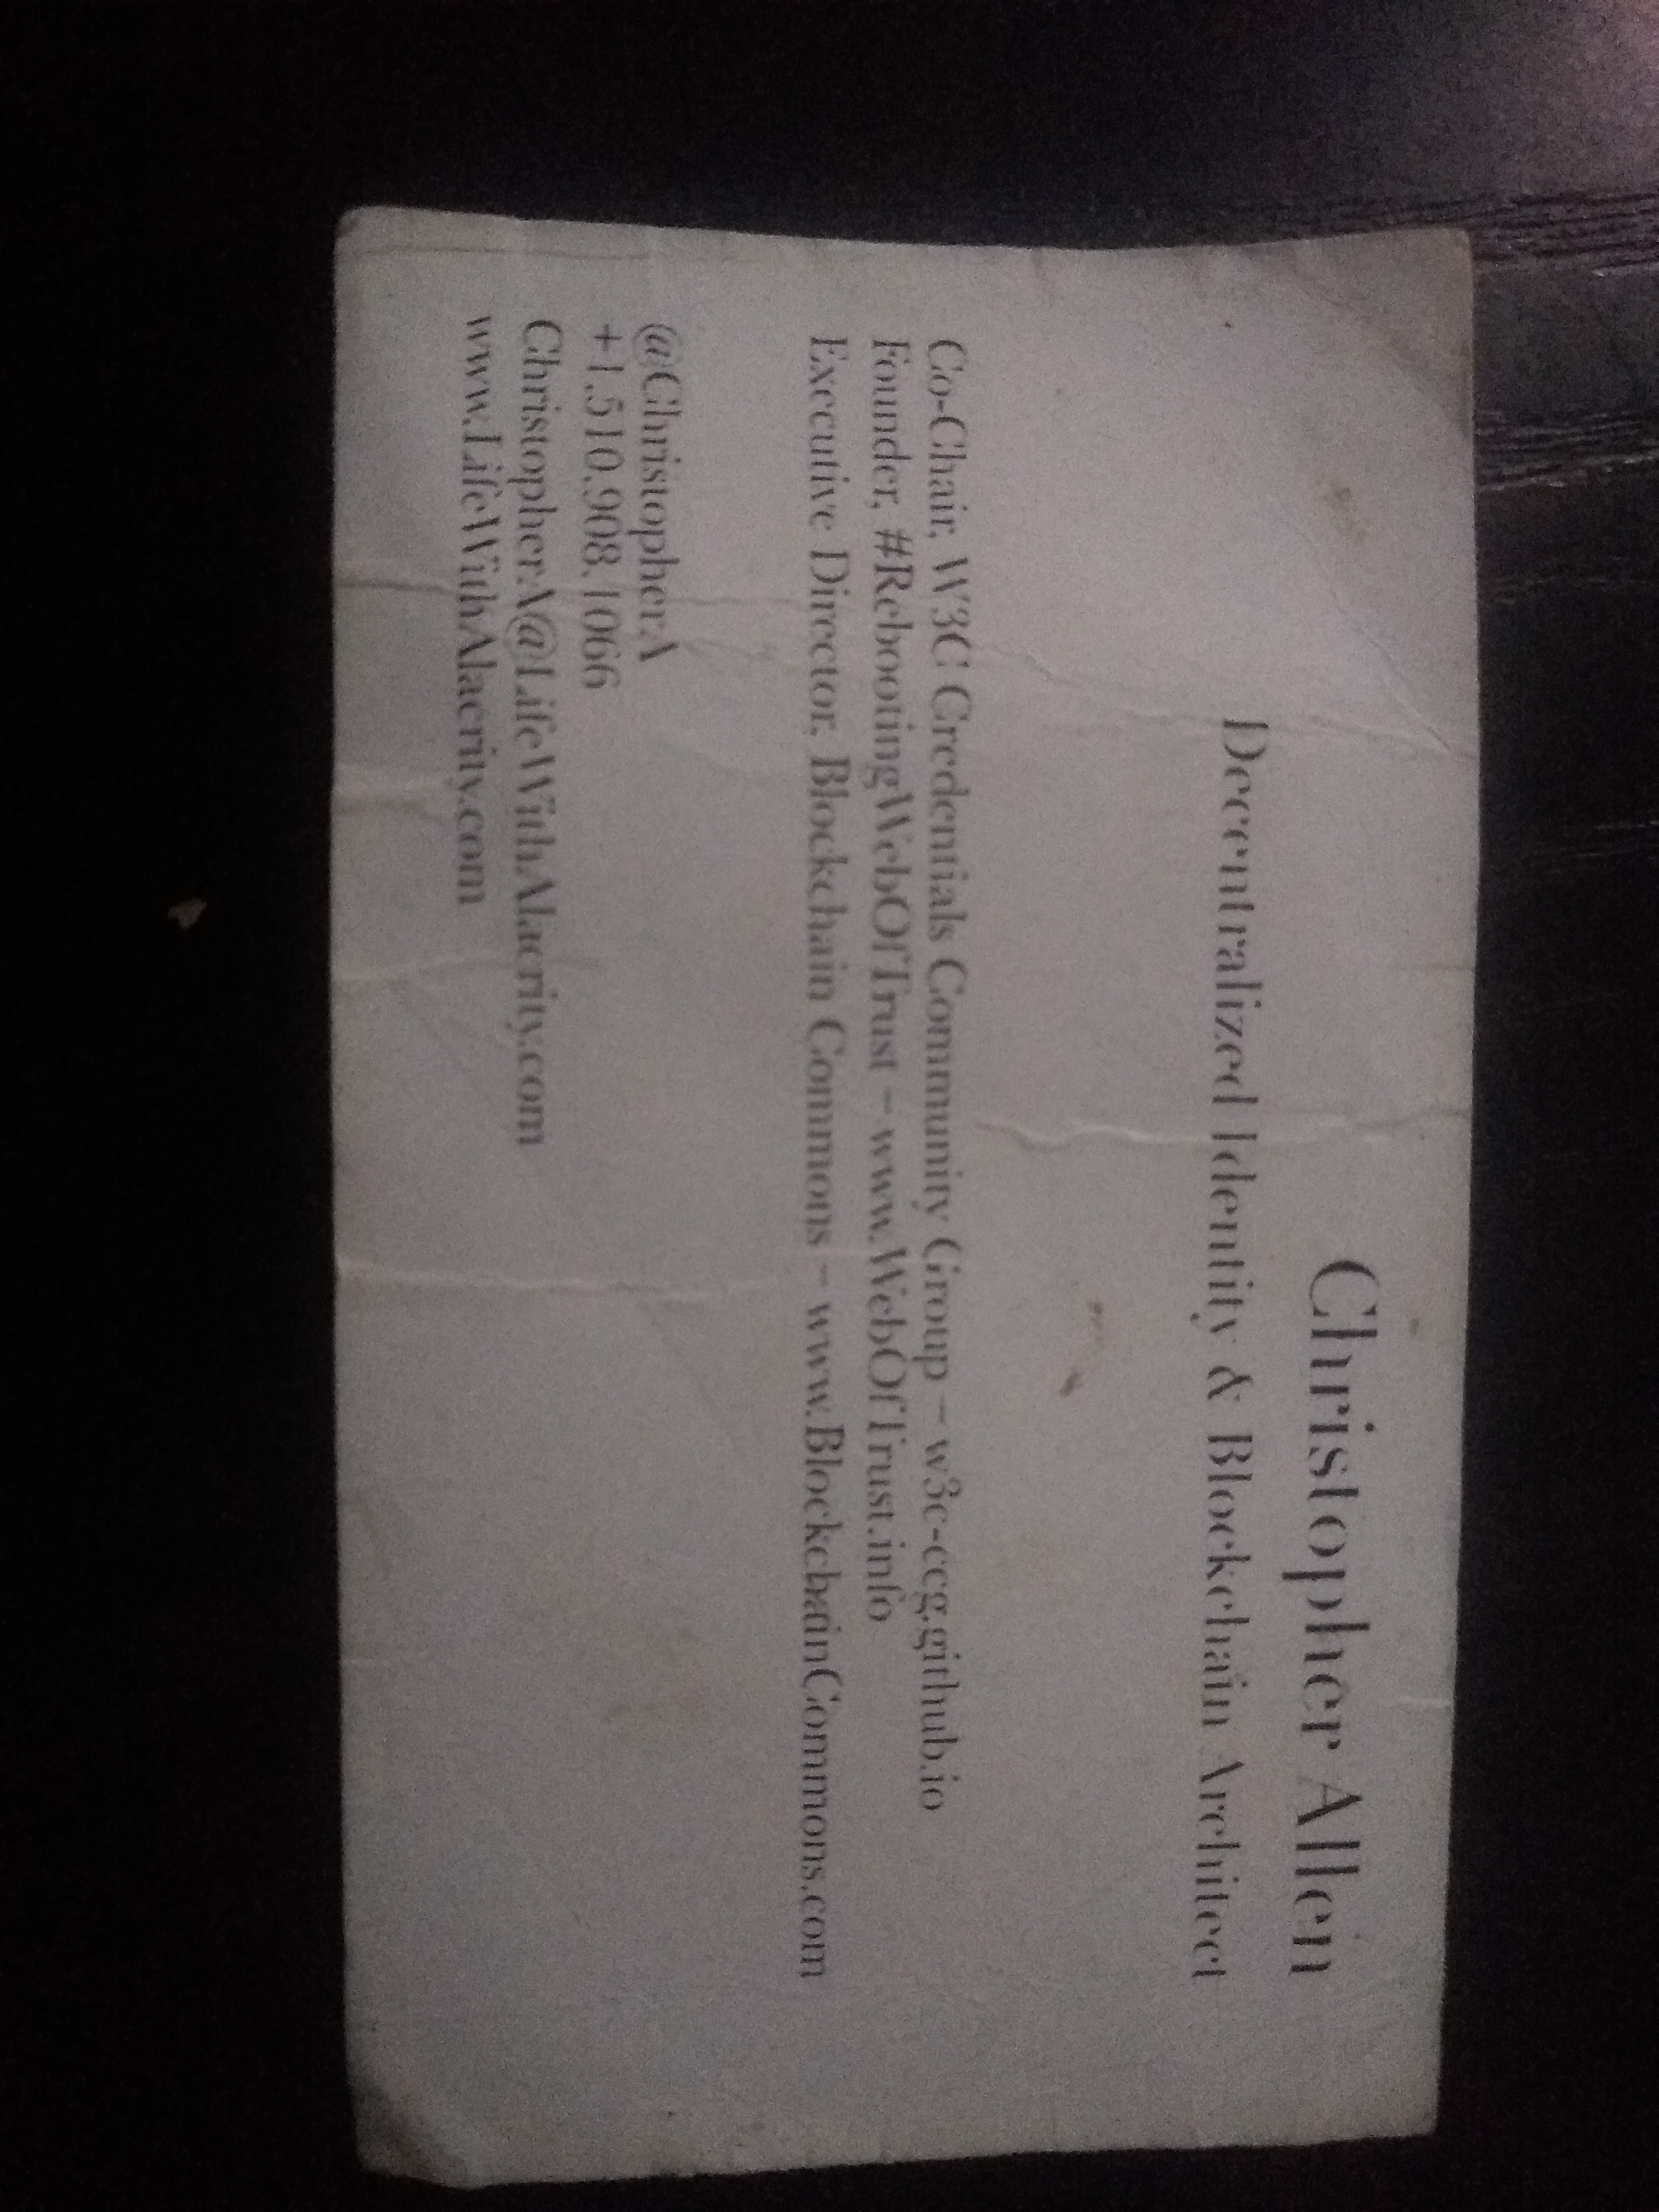 Christopher Allen
Decentralized Identity & Blockchain Architect
Co-Chair, W3C Credentials Community Group – w3c-ccg.github.io
Founder, #RebootingWebOfTrust – www.WebOfTrust.info
Executive Director, Blockchain Commons – www.BlockchainCommons.com
@ChristopherA
+1.510.908.1066
ChristopherA@LifeWithAlacrity.com
www.LifeWithAlacrity.com